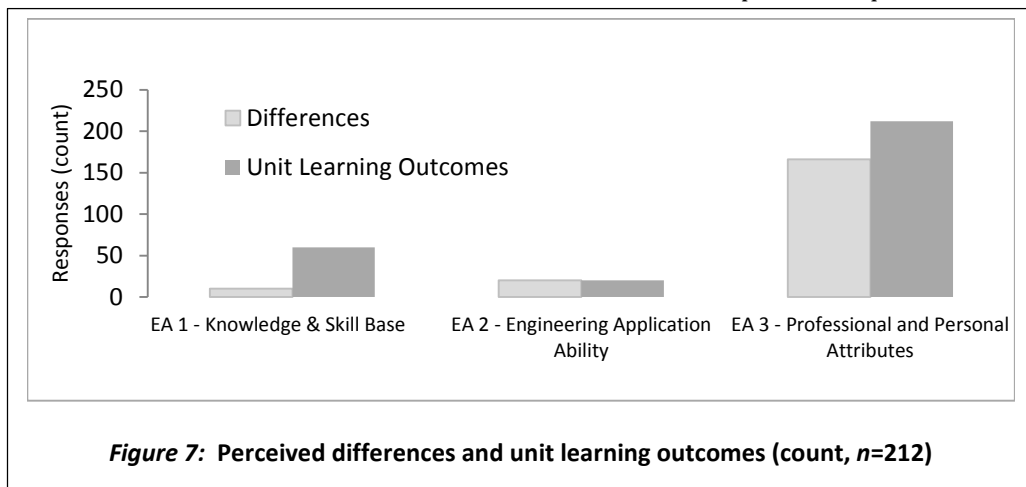 250
200
150
100
50
0
Responses (count)
Differences
Unit Learning Outcomes
EA 1 - Knowledge & Skill Base
EA 2 - Engineering Application
Ability
EA 3 - Professional and Personal
Attributes
Figure 7: Perceived differences and unit learning outcomes (count, n=212)